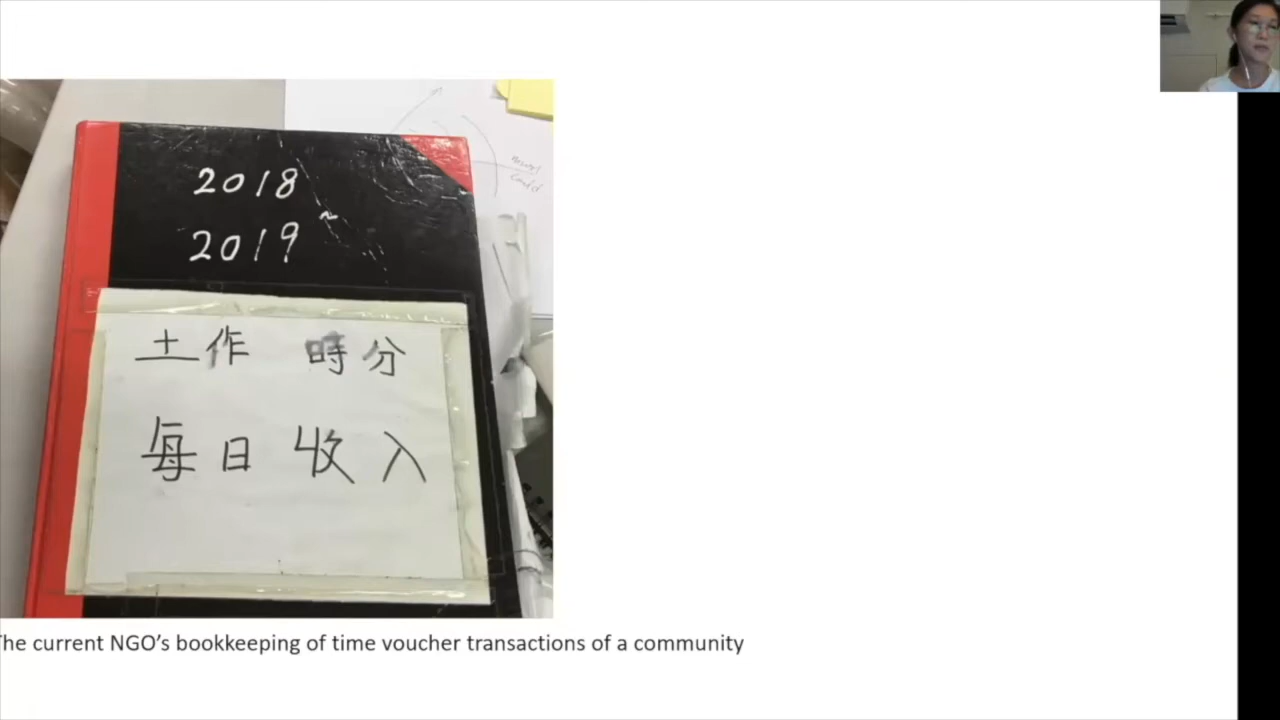 2018
~
2019
土作 時分
每日收入
The current NGO’s bookkeeping of time voucher transactions of a community